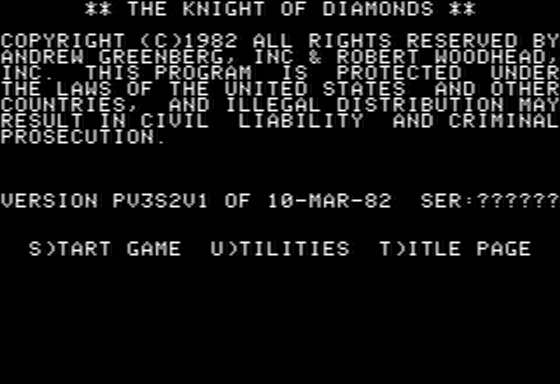 ** THE KNIGHT OF DIAMONDS **
COPYRIGHT (C)1982 ALL RIGHTS RESERVED BY
ANDREW GREENBERG, INC & ROBERT WOODHEAD,
INC. THIS PROGRAM IS PROTECTED UNDER
THE LAWS OF THE UNITED STATES AND OTHER
COUNTRIES, AND ILLEGAL DISTRIBUTION MAY
RESULT IN CIVIL LIABILITY AND CRIMINAL
PROSECUTION.
VERSION PV3S2V1 OF 10-MAR-82 SER:??????
S)TART GAME U)TILITIES T)ITLE PAGE